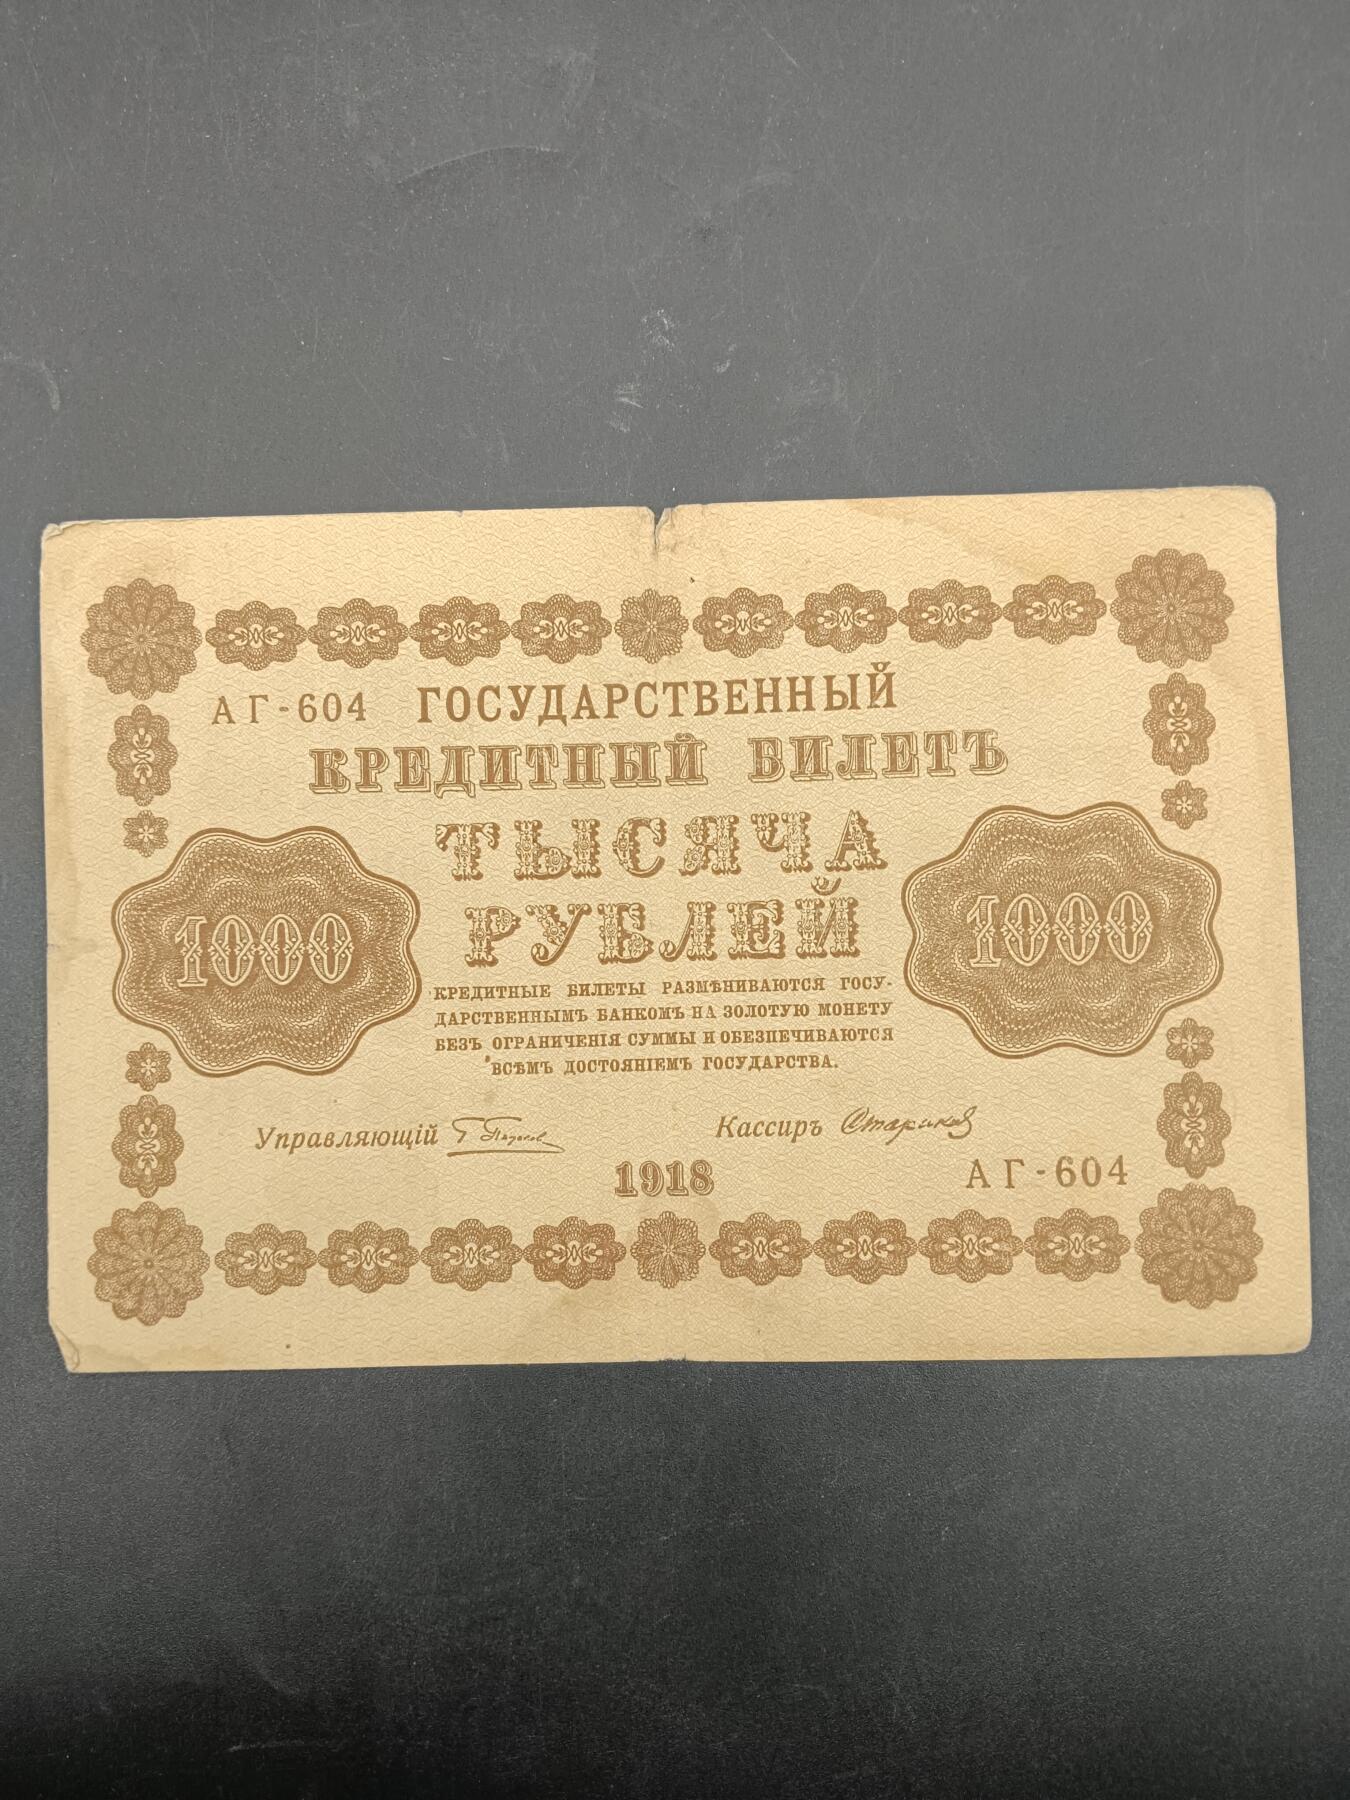 АГ-604 ГОСУДАРСТВЕННЫЙ
КРЕДИТНЫЙ БИЛЕТЪ
ТЫСЯЧА
РУБЛЕЙ
1000
1000
КРЕДИТНЫЕ БИЛЕТЫ РАЗМѢНИВАЮТСЯ ГОСУ-
ДАРСТВЕННЫМЪ БАНКОМЪ НА ЗОЛОТУЮ МОНЕТУ
БЕЗЪ ОГРАНИЧЕНІЯ СУММЫ И ОБЕЗПЕЧИВАЮТСЯ
ВСѢМЪ ДОСТОЯНІЕМЪ ГОСУДАРСТВА.
Управляющій
Кассиръ Стариков
1918
АГ-604